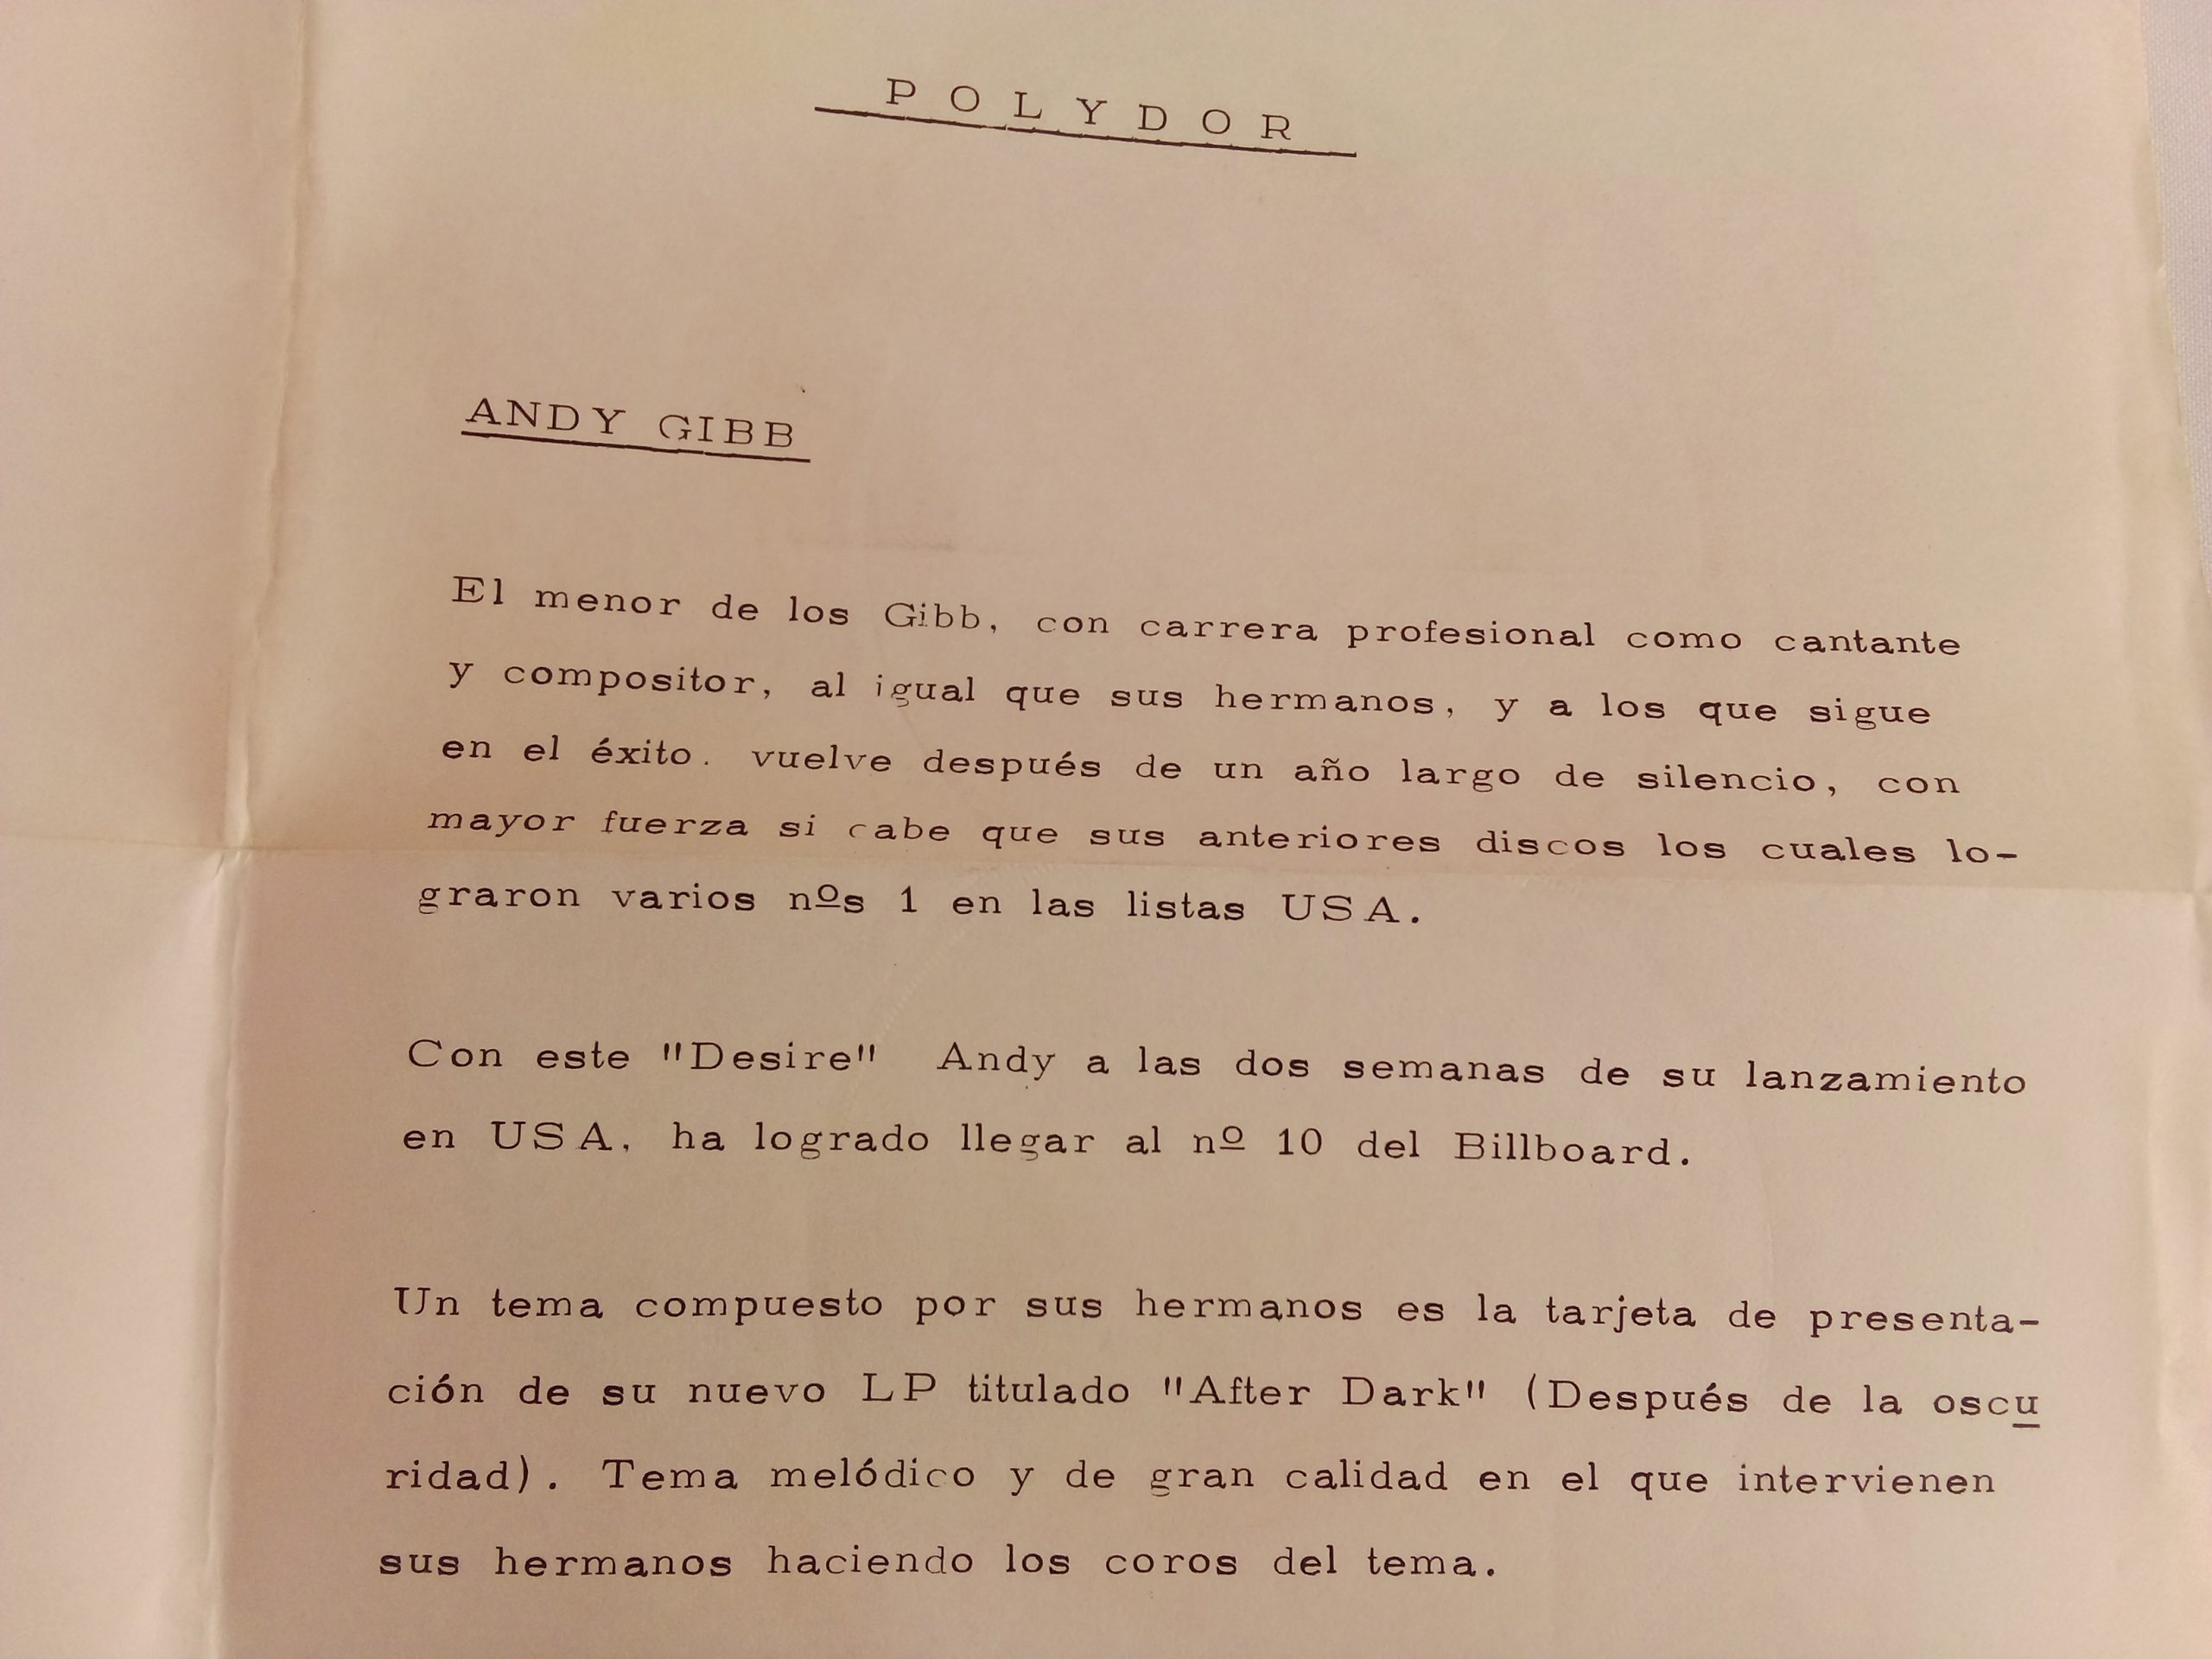 P O L Y D O R
ANDY GIBB
El menor de los Gibb, con carrera profesional como cantante
y compositor, al igual que sus hermanos, y a los que sigue
en el éxito. vuelve después de un año largo de silencio, con
mayor fuerza si cabe que sus anteriores discos los cuales lo-
graron varios nºs 1 en las listas USA.
Con este "Desire" Andy a las dos semanas de su lanzamiento
en USA, ha logrado llegar al nº 10 del Billboard.
Un tema compuesto por sus hermanos es la tarjeta de presenta-
ción de su nuevo LP titulado "After Dark" (Después de la oscu
ridad). Tema melódico y de gran calidad en el que intervienen
sus hermanos haciendo los coros del tema.